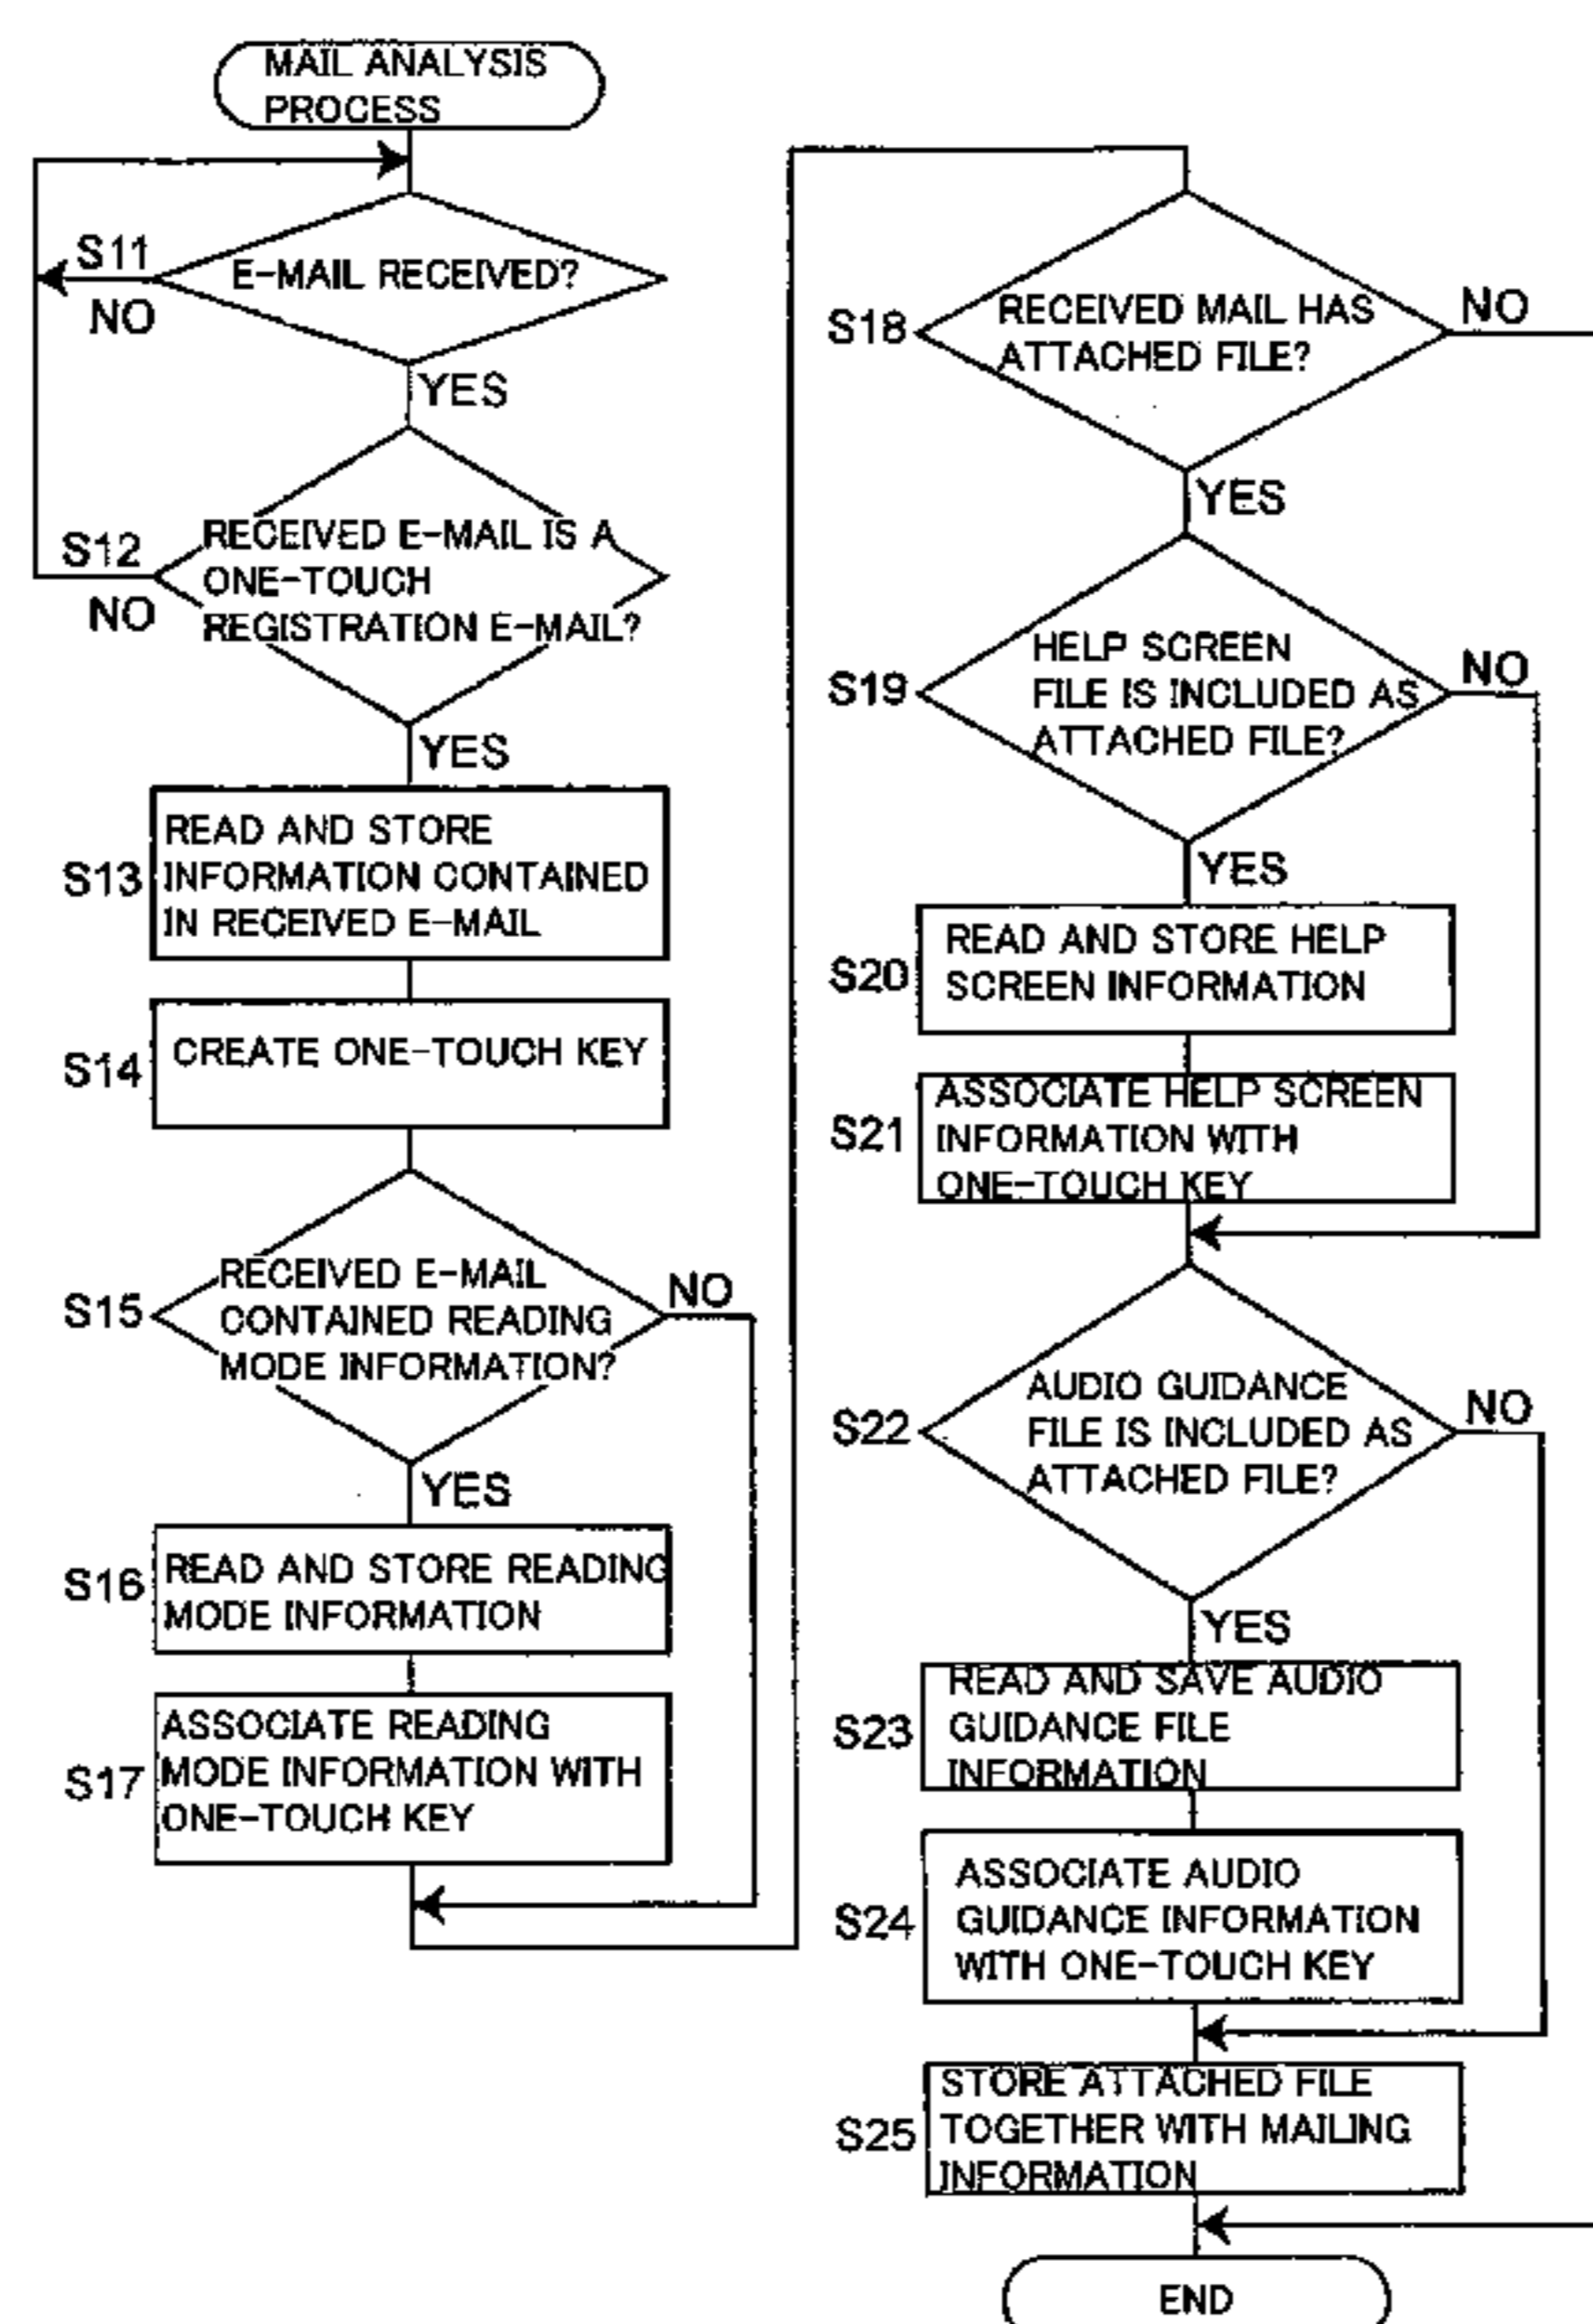 MAIL ANALYSIS
PROCESS
S11
E-MAIL RECEIVED?
NO
YES
S12
RECEIVED E-MAIL IS A
ONE-TOUCH
REGISTRATION E-MAIL?
NO
YES
S13
READ AND STORE
INFORMATION CONTAINED
IN RECEIVED E-MAIL
S14
CREATE ONE-TOUCH KEY
S15
RECEIVED E-MAIL
CONTAINED READING
MODE INFORMATION?
NO
YES
S16
READ AND STORE READING
MODE INFORMATION
S17
ASSOCIATE READING
MODE INFORMATION WITH
ONE-TOUCH KEY
S18
RECEIVED MAIL HAS
ATTACHED FILE?
NO
YES
S19
HELP SCREEN
FILE IS INCLUDED AS
ATTACHED FILE?
NO
YES
S20
READ AND STORE HELP
SCREEN INFORMATION
S21
ASSOCIATE HELP SCREEN
INFORMATION WITH
ONE-TOUCH KEY
S22
AUDIO GUIDANCE
FILE IS INCLUDED AS
ATTACHED FILE?
NO
YES
S23
READ AND SAVE AUDIO
GUIDANCE FILE
INFORMATION
S24
ASSOCIATE AUDIO
GUIDANCE INFORMATION
WITH ONE-TOUCH KEY
S25
STORE ATTACHED FILE
TOGETHER WITH MAILING
INFORMATION
END